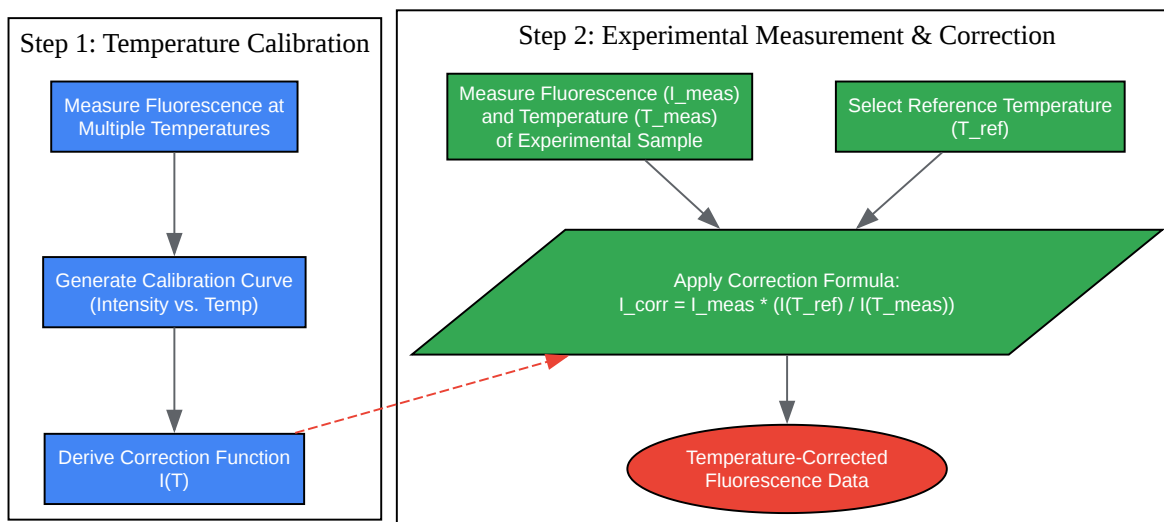 Step 1: Temperature Calibration
Measure Fluorescence at
Multiple Temperatures
Generate Calibration Curve
(Intensity vs. Temp)
Derive Correction Function
I(T)
Step 2: Experimental Measurement & Correction
Measure Fluorescence (I_meas)
and Temperature (T_meas)
of Experimental Sample
Select Reference Temperature
(T_ref)
Apply Correction Formula:
I_corr = I_meas * (I(T_ref) / I(T_meas))
Temperature-Corrected
Fluorescence Data